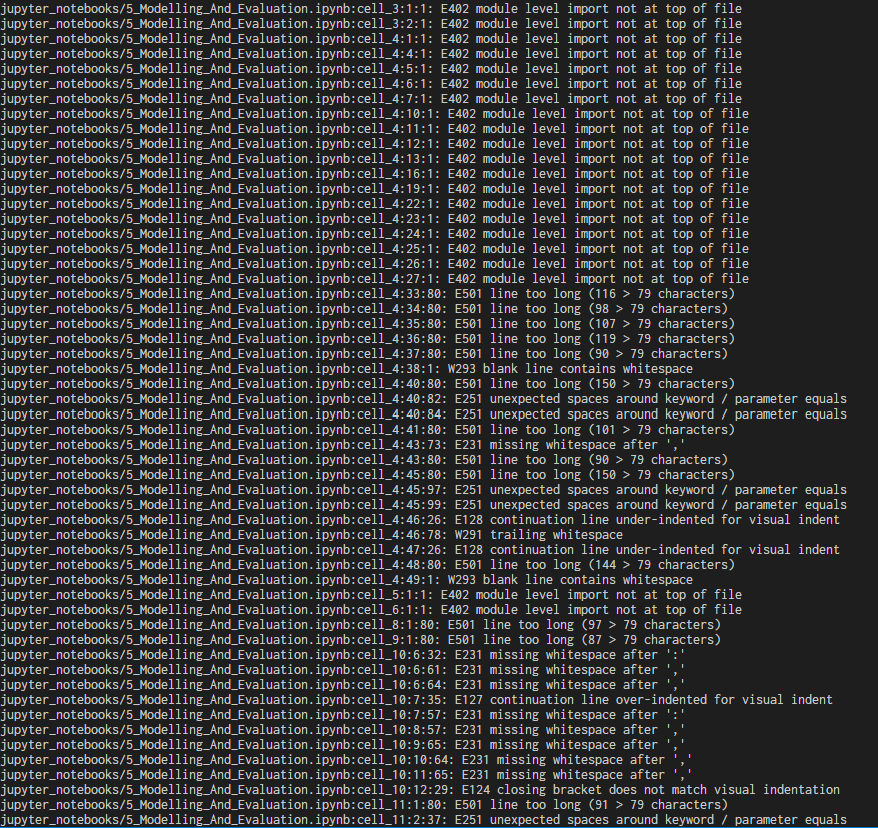 jupyter_notebooks/5_Modelling_And_Evaluation.ipynb:cell_3:1:1: E402 module level import not at top of file
jupyter_notebooks/5_Modelling_And_Evaluation.ipynb:cell_3:2:1: E402 module level import not at top of file
jupyter_notebooks/5_Modelling_And_Evaluation.ipynb:cell_4:1:1: E402 module level import not at top of file
jupyter_notebooks/5_Modelling_And_Evaluation.ipynb:cell_4:4:1: E402 module level import not at top of file
jupyter_notebooks/5_Modelling_And_Evaluation.ipynb:cell_4:5:1: E402 module level import not at top of file
jupyter_notebooks/5_Modelling_And_Evaluation.ipynb:cell_4:6:1: E402 module level import not at top of file
jupyter_notebooks/5_Modelling_And_Evaluation.ipynb:cell_4:7:1: E402 module level import not at top of file
jupyter_notebooks/5_Modelling_And_Evaluation.ipynb:cell_4:10:1: E402 module level import not at top of file
jupyter_notebooks/5_Modelling_And_Evaluation.ipynb:cell_4:11:1: E402 module level import not at top of file
jupyter_notebooks/5_Modelling_And_Evaluation.ipynb:cell_4:12:1: E402 module level import not at top of file
jupyter_notebooks/5_Modelling_And_Evaluation.ipynb:cell_4:13:1: E402 module level import not at top of file
jupyter_notebooks/5_Modelling_And_Evaluation.ipynb:cell_4:16:1: E402 module level import not at top of file
jupyter_notebooks/5_Modelling_And_Evaluation.ipynb:cell_4:19:1: E402 module level import not at top of file
jupyter_notebooks/5_Modelling_And_Evaluation.ipynb:cell_4:22:1: E402 module level import not at top of file
jupyter_notebooks/5_Modelling_And_Evaluation.ipynb:cell_4:23:1: E402 module level import not at top of file
jupyter_notebooks/5_Modelling_And_Evaluation.ipynb:cell_4:24:1: E402 module level import not at top of file
jupyter_notebooks/5_Modelling_And_Evaluation.ipynb:cell_4:25:1: E402 module level import not at top of file
jupyter_notebooks/5_Modelling_And_Evaluation.ipynb:cell_4:26:1: E402 module level import not at top of file
jupyter_notebooks/5_Modelling_And_Evaluation.ipynb:cell_4:27:1: E402 module level import not at top of file
jupyter_notebooks/5_Modelling_And_Evaluation.ipynb:cell_4:33:80: E501 line too long (116 > 79 characters)
jupyter_notebooks/5_Modelling_And_Evaluation.ipynb:cell_4:34:80: E501 line too long (98 > 79 characters)
jupyter_notebooks/5_Modelling_And_Evaluation.ipynb:cell_4:35:80: E501 line too long (107 > 79 characters)
jupyter_notebooks/5_Modelling_And_Evaluation.ipynb:cell_4:36:80: E501 line too long (119 > 79 characters)
jupyter_notebooks/5_Modelling_And_Evaluation.ipynb:cell_4:37:80: E501 line too long (90 > 79 characters)
jupyter_notebooks/5_Modelling_And_Evaluation.ipynb:cell_4:38:1: W293 blank line contains whitespace
jupyter_notebooks/5_Modelling_And_Evaluation.ipynb:cell_4:40:80: E501 line too long (150 > 79 characters)
jupyter_notebooks/5_Modelling_And_Evaluation.ipynb:cell_4:40:82: E251 unexpected spaces around keyword / parameter equals
jupyter_notebooks/5_Modelling_And_Evaluation.ipynb:cell_4:40:84: E251 unexpected spaces around keyword / parameter equals
jupyter_notebooks/5_Modelling_And_Evaluation.ipynb:cell_4:41:80: E501 line too long (101 > 79 characters)
jupyter_notebooks/5_Modelling_And_Evaluation.ipynb:cell_4:43:73: E231 missing whitespace after ','
jupyter_notebooks/5_Modelling_And_Evaluation.ipynb:cell_4:43:80: E501 line too long (90 > 79 characters)
jupyter_notebooks/5_Modelling_And_Evaluation.ipynb:cell_4:45:80: E501 line too long (150 > 79 characters)
jupyter_notebooks/5_Modelling_And_Evaluation.ipynb:cell_4:45:97: E251 unexpected spaces around keyword / parameter equals
jupyter_notebooks/5_Modelling_And_Evaluation.ipynb:cell_4:45:99: E251 unexpected spaces around keyword / parameter equals
jupyter_notebooks/5_Modelling_And_Evaluation.ipynb:cell_4:46:26: E128 continuation line under-indented for visual indent
jupyter_notebooks/5_Modelling_And_Evaluation.ipynb:cell_4:46:78: W291 trailing whitespace
jupyter_notebooks/5_Modelling_And_Evaluation.ipynb:cell_4:47:26: E128 continuation line under-indented for visual indent
jupyter_notebooks/5_Modelling_And_Evaluation.ipynb:cell_4:48:80: E501 line too long (144 > 79 characters)
jupyter_notebooks/5_Modelling_And_Evaluation.ipynb:cell_4:49:1: W293 blank line contains whitespace
jupyter_notebooks/5_Modelling_And_Evaluation.ipynb:cell_5:1:1: E402 module level import not at top of file
jupyter_notebooks/5_Modelling_And_Evaluation.ipynb:cell_6:1:1: E402 module level import not at top of file
jupyter_notebooks/5_Modelling_And_Evaluation.ipynb:cell_8:1:80: E501 line too long (97 > 79 characters)
jupyter_notebooks/5_Modelling_And_Evaluation.ipynb:cell_9:1:80: E501 line too long (87 > 79 characters)
jupyter_notebooks/5_Modelling_And_Evaluation.ipynb:cell_10:6:32: E231 missing whitespace after ':'
jupyter_notebooks/5_Modelling_And_Evaluation.ipynb:cell_10:6:61: E231 missing whitespace after ','
jupyter_notebooks/5_Modelling_And_Evaluation.ipynb:cell_10:6:64: E231 missing whitespace after ','
jupyter_notebooks/5_Modelling_And_Evaluation.ipynb:cell_10:7:35: E127 continuation line over-indented for visual indent
jupyter_notebooks/5_Modelling_And_Evaluation.ipynb:cell_10:7:57: E231 missing whitespace after ':'
jupyter_notebooks/5_Modelling_And_Evaluation.ipynb:cell_10:8:57: E231 missing whitespace after ','
jupyter_notebooks/5_Modelling_And_Evaluation.ipynb:cell_10:9:65: E231 missing whitespace after ','
jupyter_notebooks/5_Modelling_And_Evaluation.ipynb:cell_10:10:64: E231 missing whitespace after ','
jupyter_notebooks/5_Modelling_And_Evaluation.ipynb:cell_10:11:65: E231 missing whitespace after ','
jupyter_notebooks/5_Modelling_And_Evaluation.ipynb:cell_10:12:29: E124 closing bracket does not match visual indentation
jupyter_notebooks/5_Modelling_And_Evaluation.ipynb:cell_11:1:80: E501 line too long (91 > 79 characters)
jupyter_notebooks/5_Modelling_And_Evaluation.ipynb:cell_11:2:37: E251 unexpected spaces around keyword / parameter equals